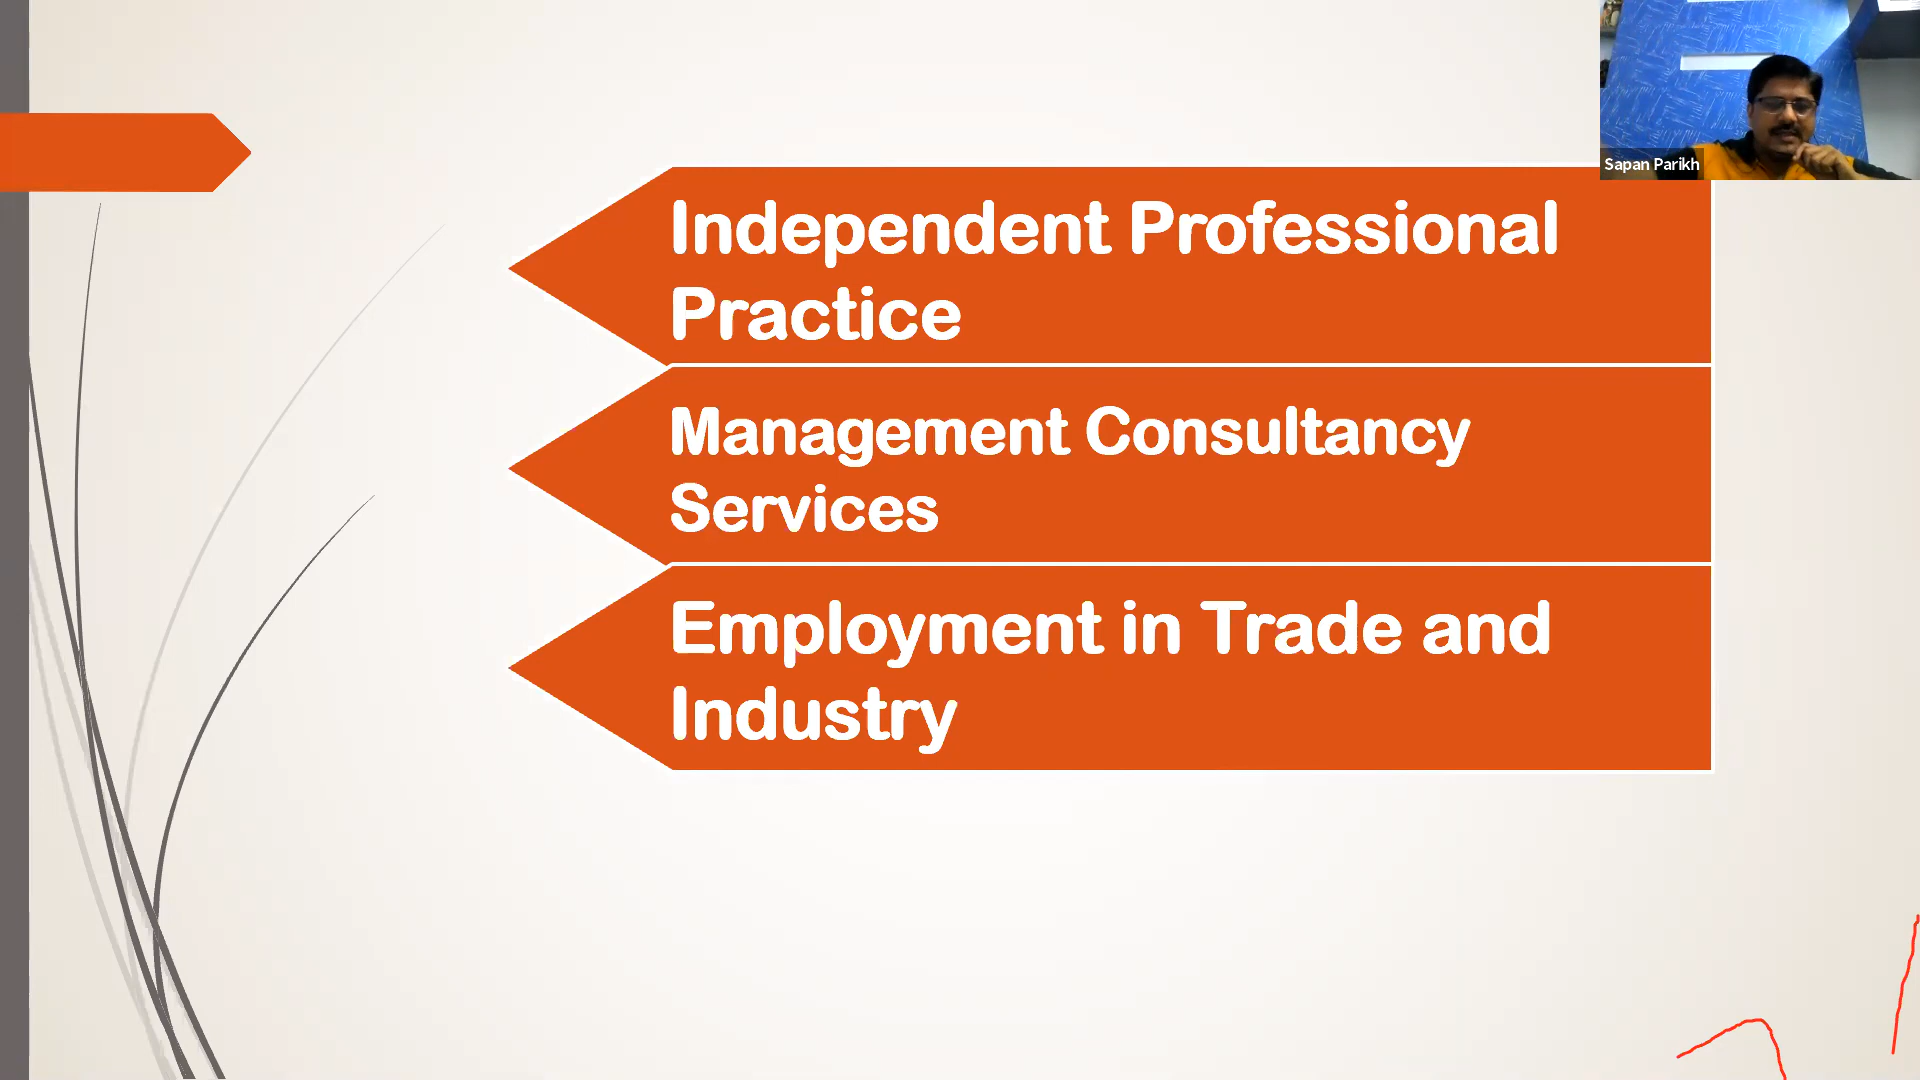 Sapan Parikh
Independent Professional
Practice
Management Consultancy
Services
Employment in Trade and
Industry